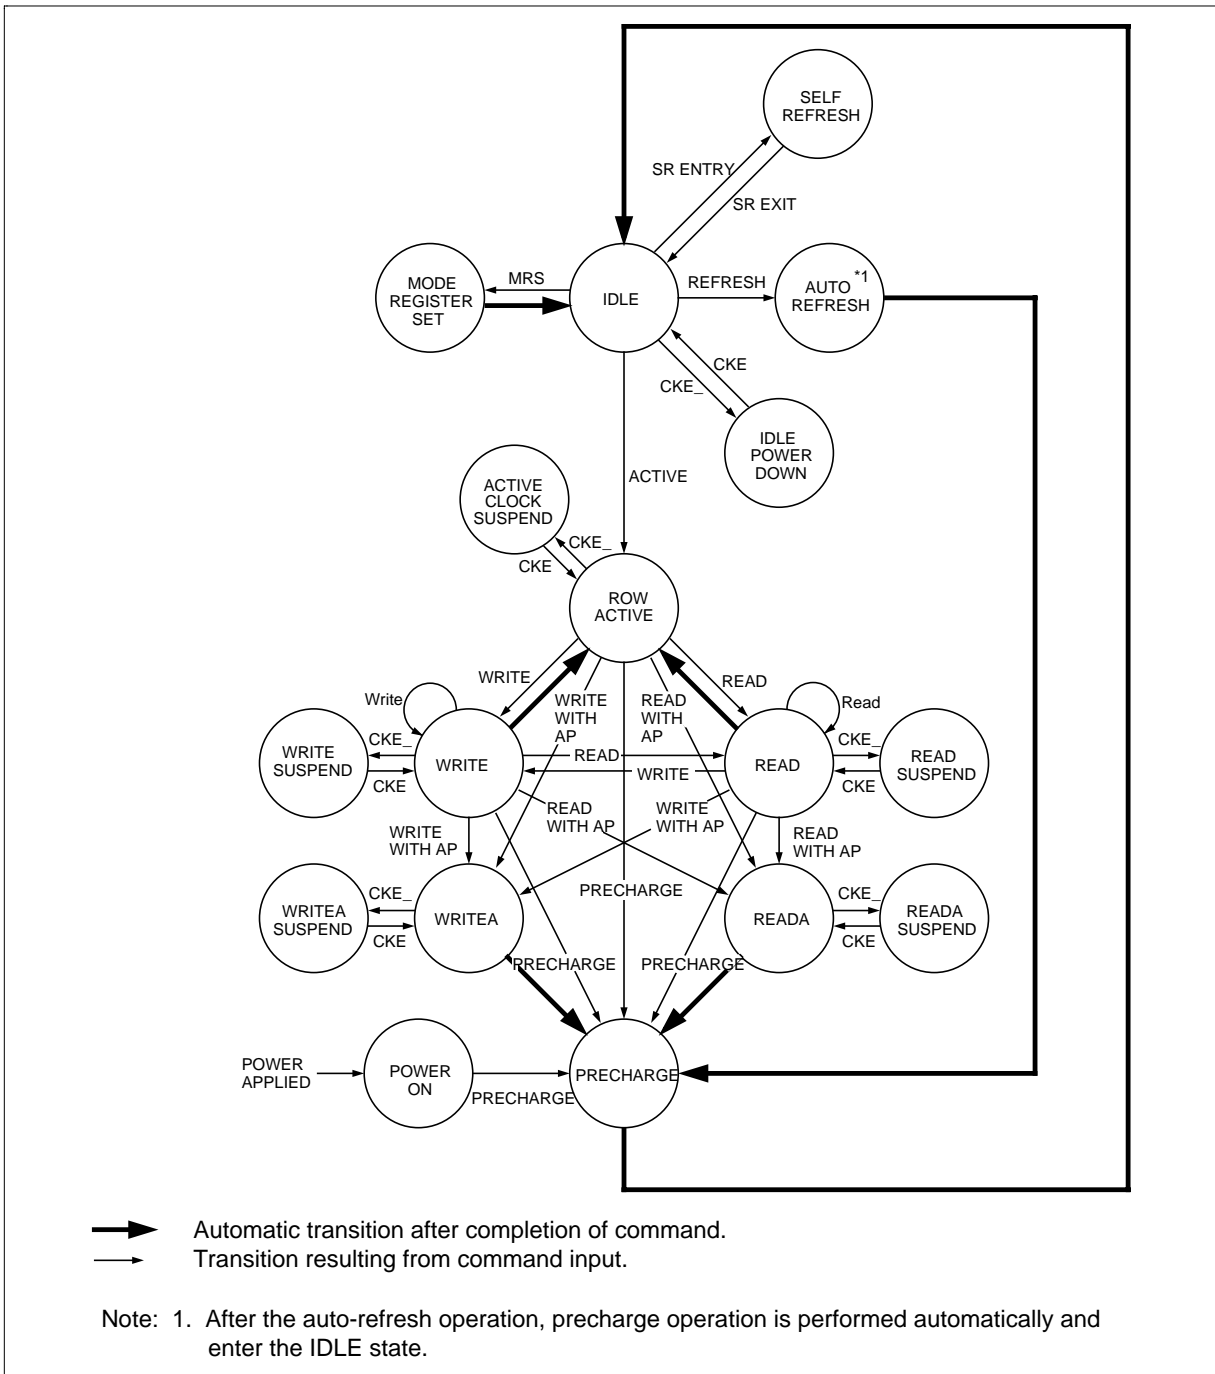 SELF
REFRESH
SR ENTRY
SR EXIT
MODE
REGISTER
SET
MRS
IDLE
REFRESH
AUTO *1
REFRESH
CKE
CKE_
IDLE
POWER
DOWN
ACTIVE
ACTIVE
CLOCK
SUSPEND
CKE_
CKE
ROW
ACTIVE
WRITE
WRITE
WITH
AP
READ
WITH
AP
READ
Write
Read
WRITE
SUSPEND
CKE_
CKE
WRITE
READ
WRITE
READ
CKE_
CKE
READ
SUSPEND
WRITE
WITH AP
READ
WITH AP
WRITE
WITH AP
READ
WITH AP
WRITEA
SUSPEND
CKE_
CKE
WRITEA
PRECHARGE
READA
CKE_
CKE
READA
SUSPEND
PRECHARGE
PRECHARGE
POWER
APPLIED
POWER
ON
PRECHARGE
PRECHARGE
Automatic transition after completion of command.
Transition resulting from command input.
Note: 1. After the auto-refresh operation, precharge operation is performed automatically and
enter the IDLE state.